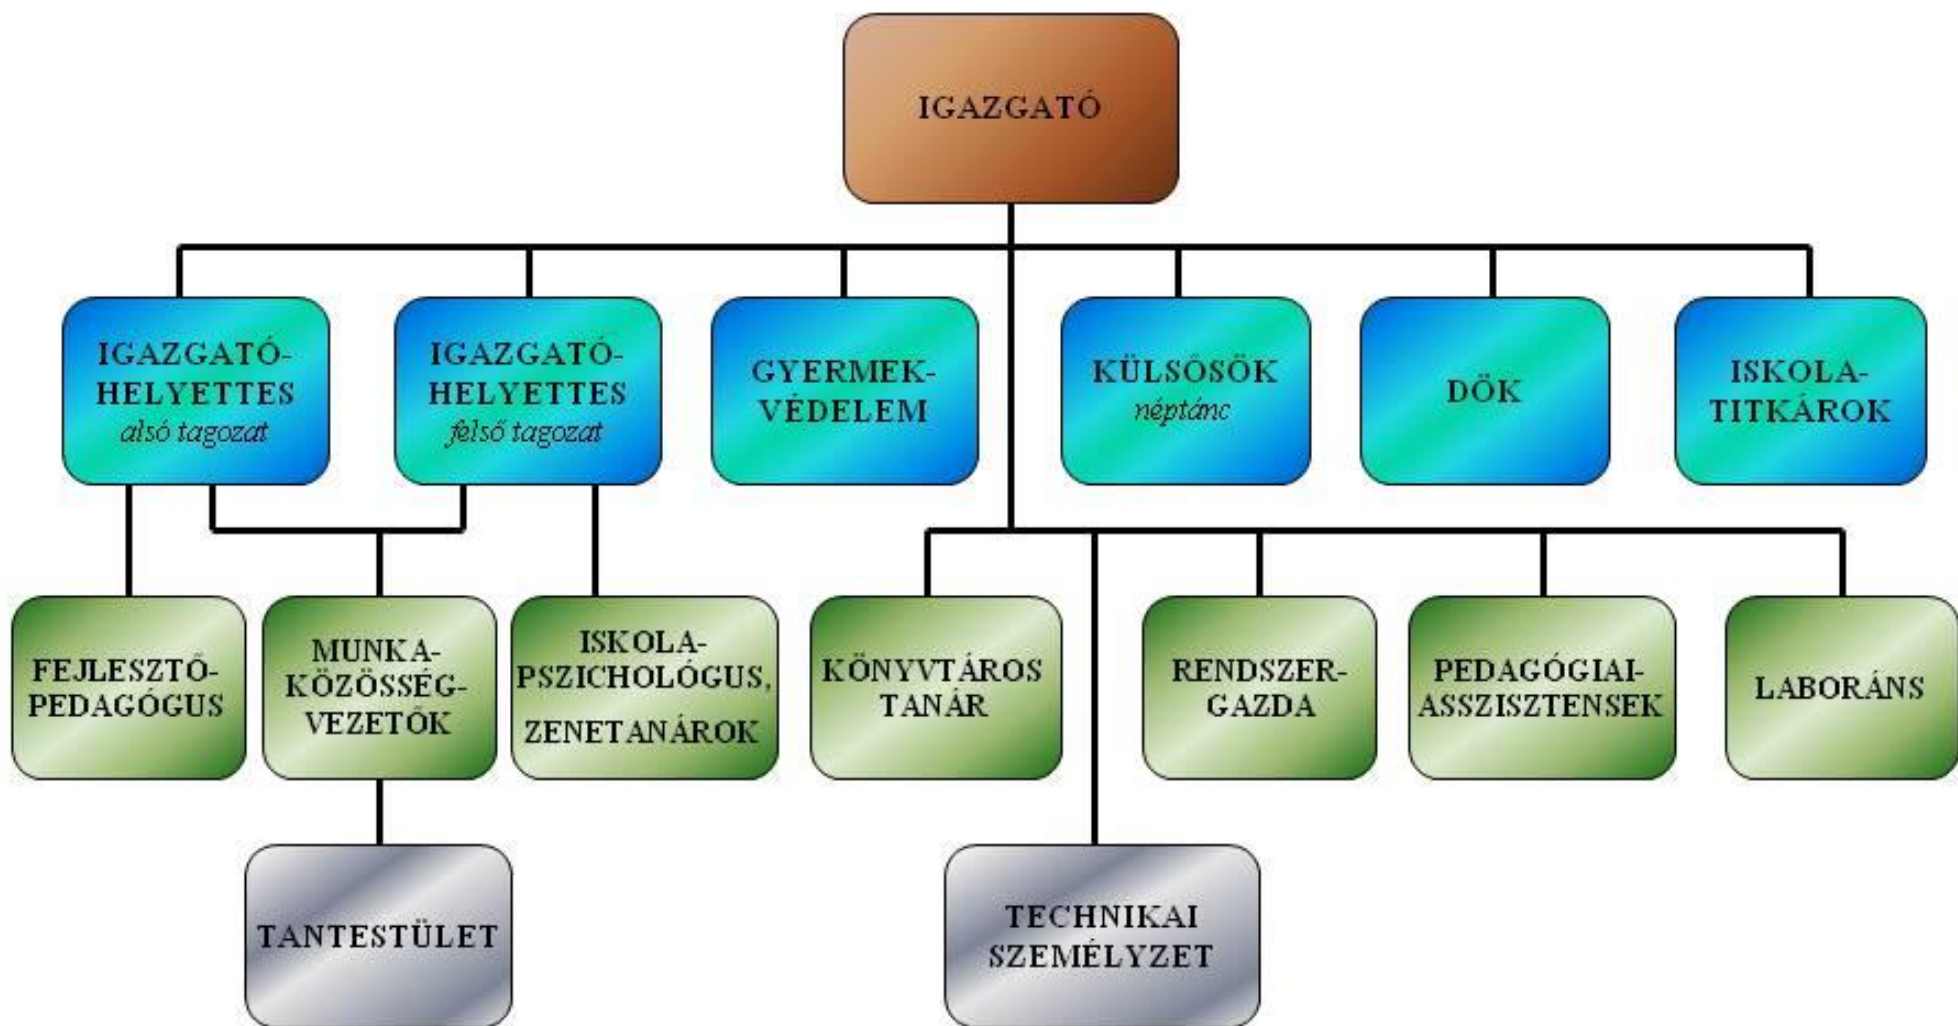 IGAZGATÓ
IGAZGATÓ-
HELYETTES
alsó tagozat
IGAZGATÓ-
HELYETTES
felső tagozat
GYERMEK-
VÉDELEM
KÜLSŐSÖK
néptánc
DÖK
ISKOLA-
TITKÁROK
FEJLESZTŐ-
PEDAGÓGUS
MUNKA-
KÖZÖSSÉG-
VEZETŐK
ISKOLA-
PSZICHOLÓGUS,
ZENETANÁROK
KÖNYVTÁROS
TANÁR
RENDSZER-
GAZDA
PEDAGÓGIAI-
ASSZISZTENSEK
LABORÁNS
TANTESTÜLET
TECHNIKAI
SZEMÉLYZET